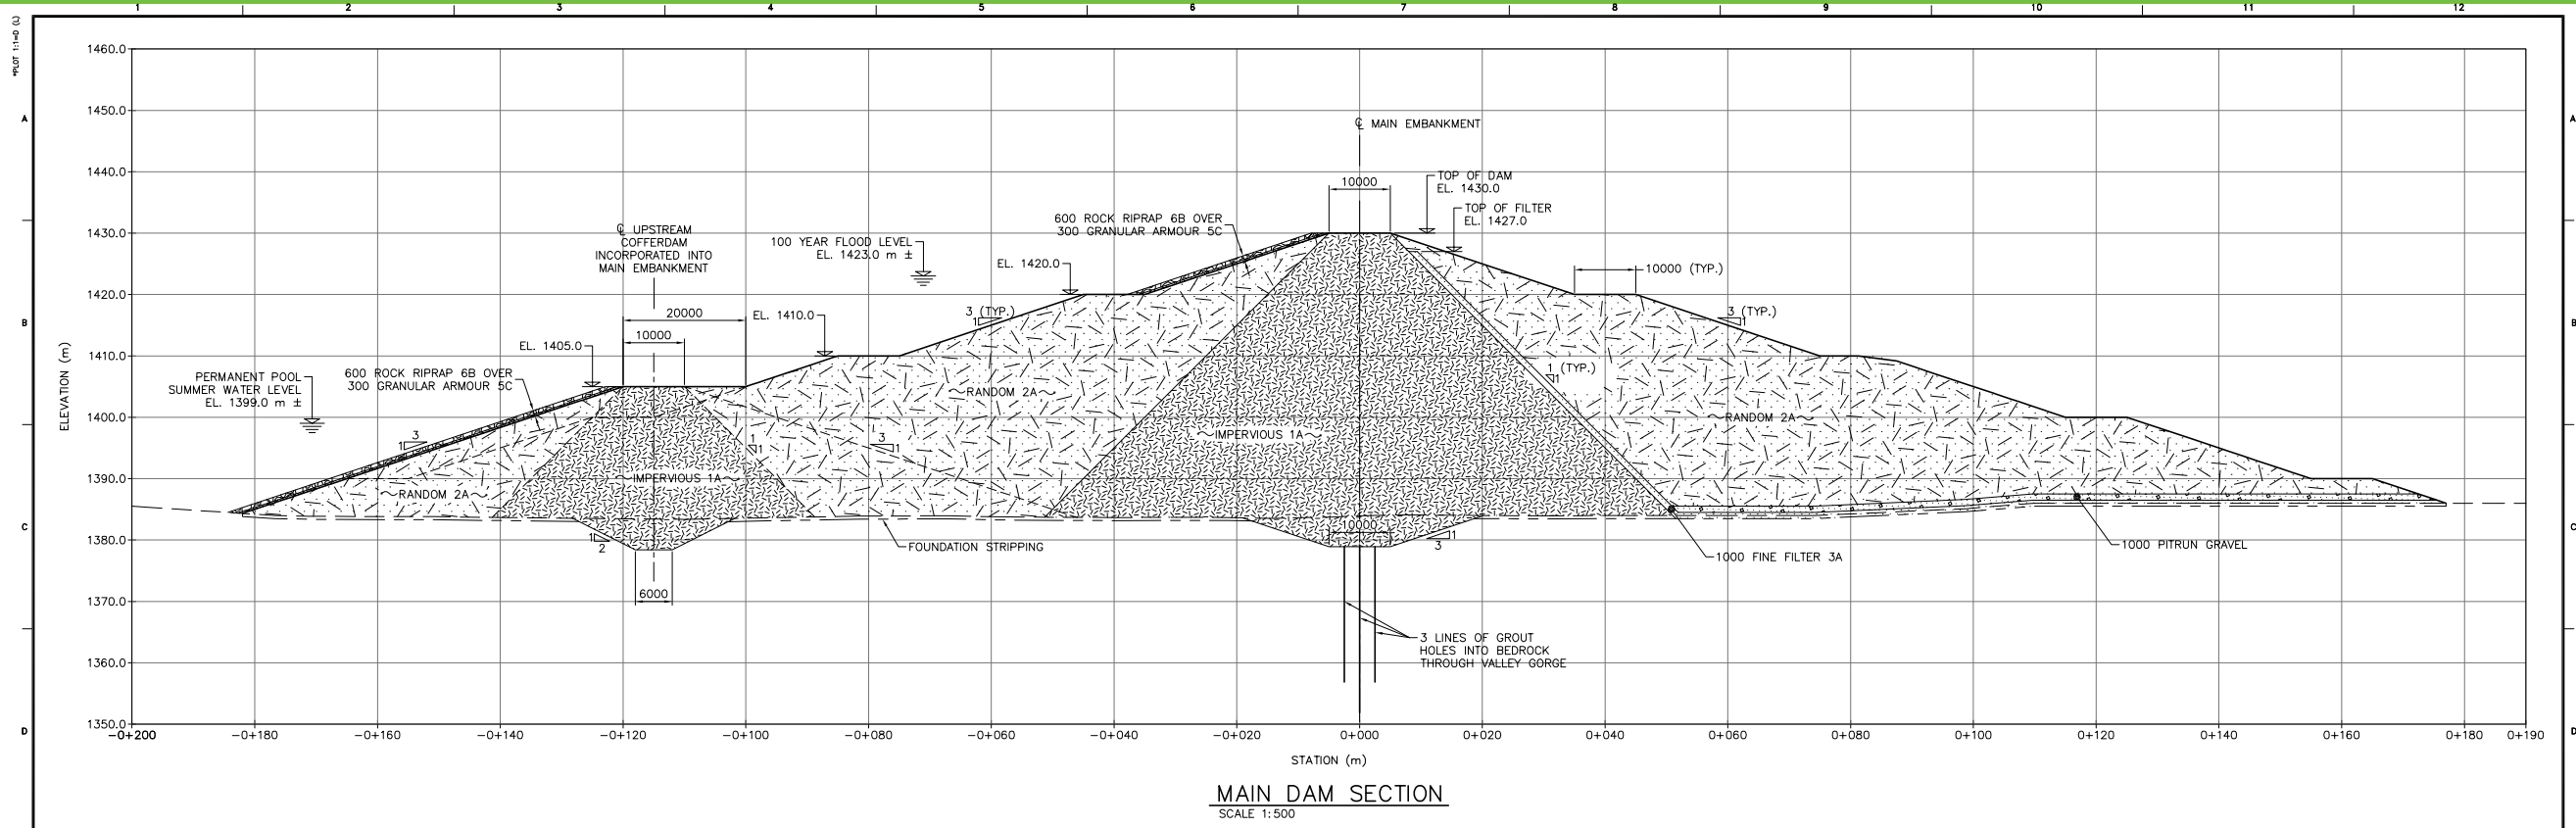 1 2 3 4 5 6 7 8 9 10 11 12
*PLOT 1:1=D (L)
A A
B B
C C
D D
1460.0
1450.0
1440.0
1430.0
1420.0
1410.0
1400.0
1390.0
1380.0
1370.0
1360.0
1350.0
ELEVATION (m)
℄ MAIN EMBANKMENT
10000
TOP OF DAM
EL. 1430.0
TOP OF FILTER
EL. 1427.0
600 ROCK RIPRAP 6B OVER
300 GRANULAR ARMOUR 5C
℄ UPSTREAM
COFFERDAM
INCORPORATED INTO
MAIN EMBANKMENT
100 YEAR FLOOD LEVEL
EL. 1423.0 m ±
EL. 1420.0
10000 (TYP.)
3 (TYP.)
1
3 (TYP.)
1
20000
10000
EL. 1410.0
EL. 1405.0
PERMANENT POOL
SUMMER WATER LEVEL
EL. 1399.0 m ±
600 ROCK RIPRAP 6B OVER
300 GRANULAR ARMOUR 5C
1 (TYP.)
1
RANDOM 2A
RANDOM 2A
IMPERVIOUS 1A
3
1
1
1
3
1
IMPERVIOUS 1A
RANDOM 2A
10000
1
2
1
3
FOUNDATION STRIPPING
1000 FINE FILTER 3A
1000 PITRUN GRAVEL
6000
3 LINES OF GROUT
HOLES INTO BEDROCK
THROUGH VALLEY GORGE
-0+200 -0+180 -0+160 -0+140 -0+120 -0+100 -0+080 -0+060 -0+040 -0+020 0+000 0+020 0+040 0+060 0+080 0+100 0+120 0+140 0+160 0+180 0+190
STATION (m)
MAIN DAM SECTION
SCALE 1:500